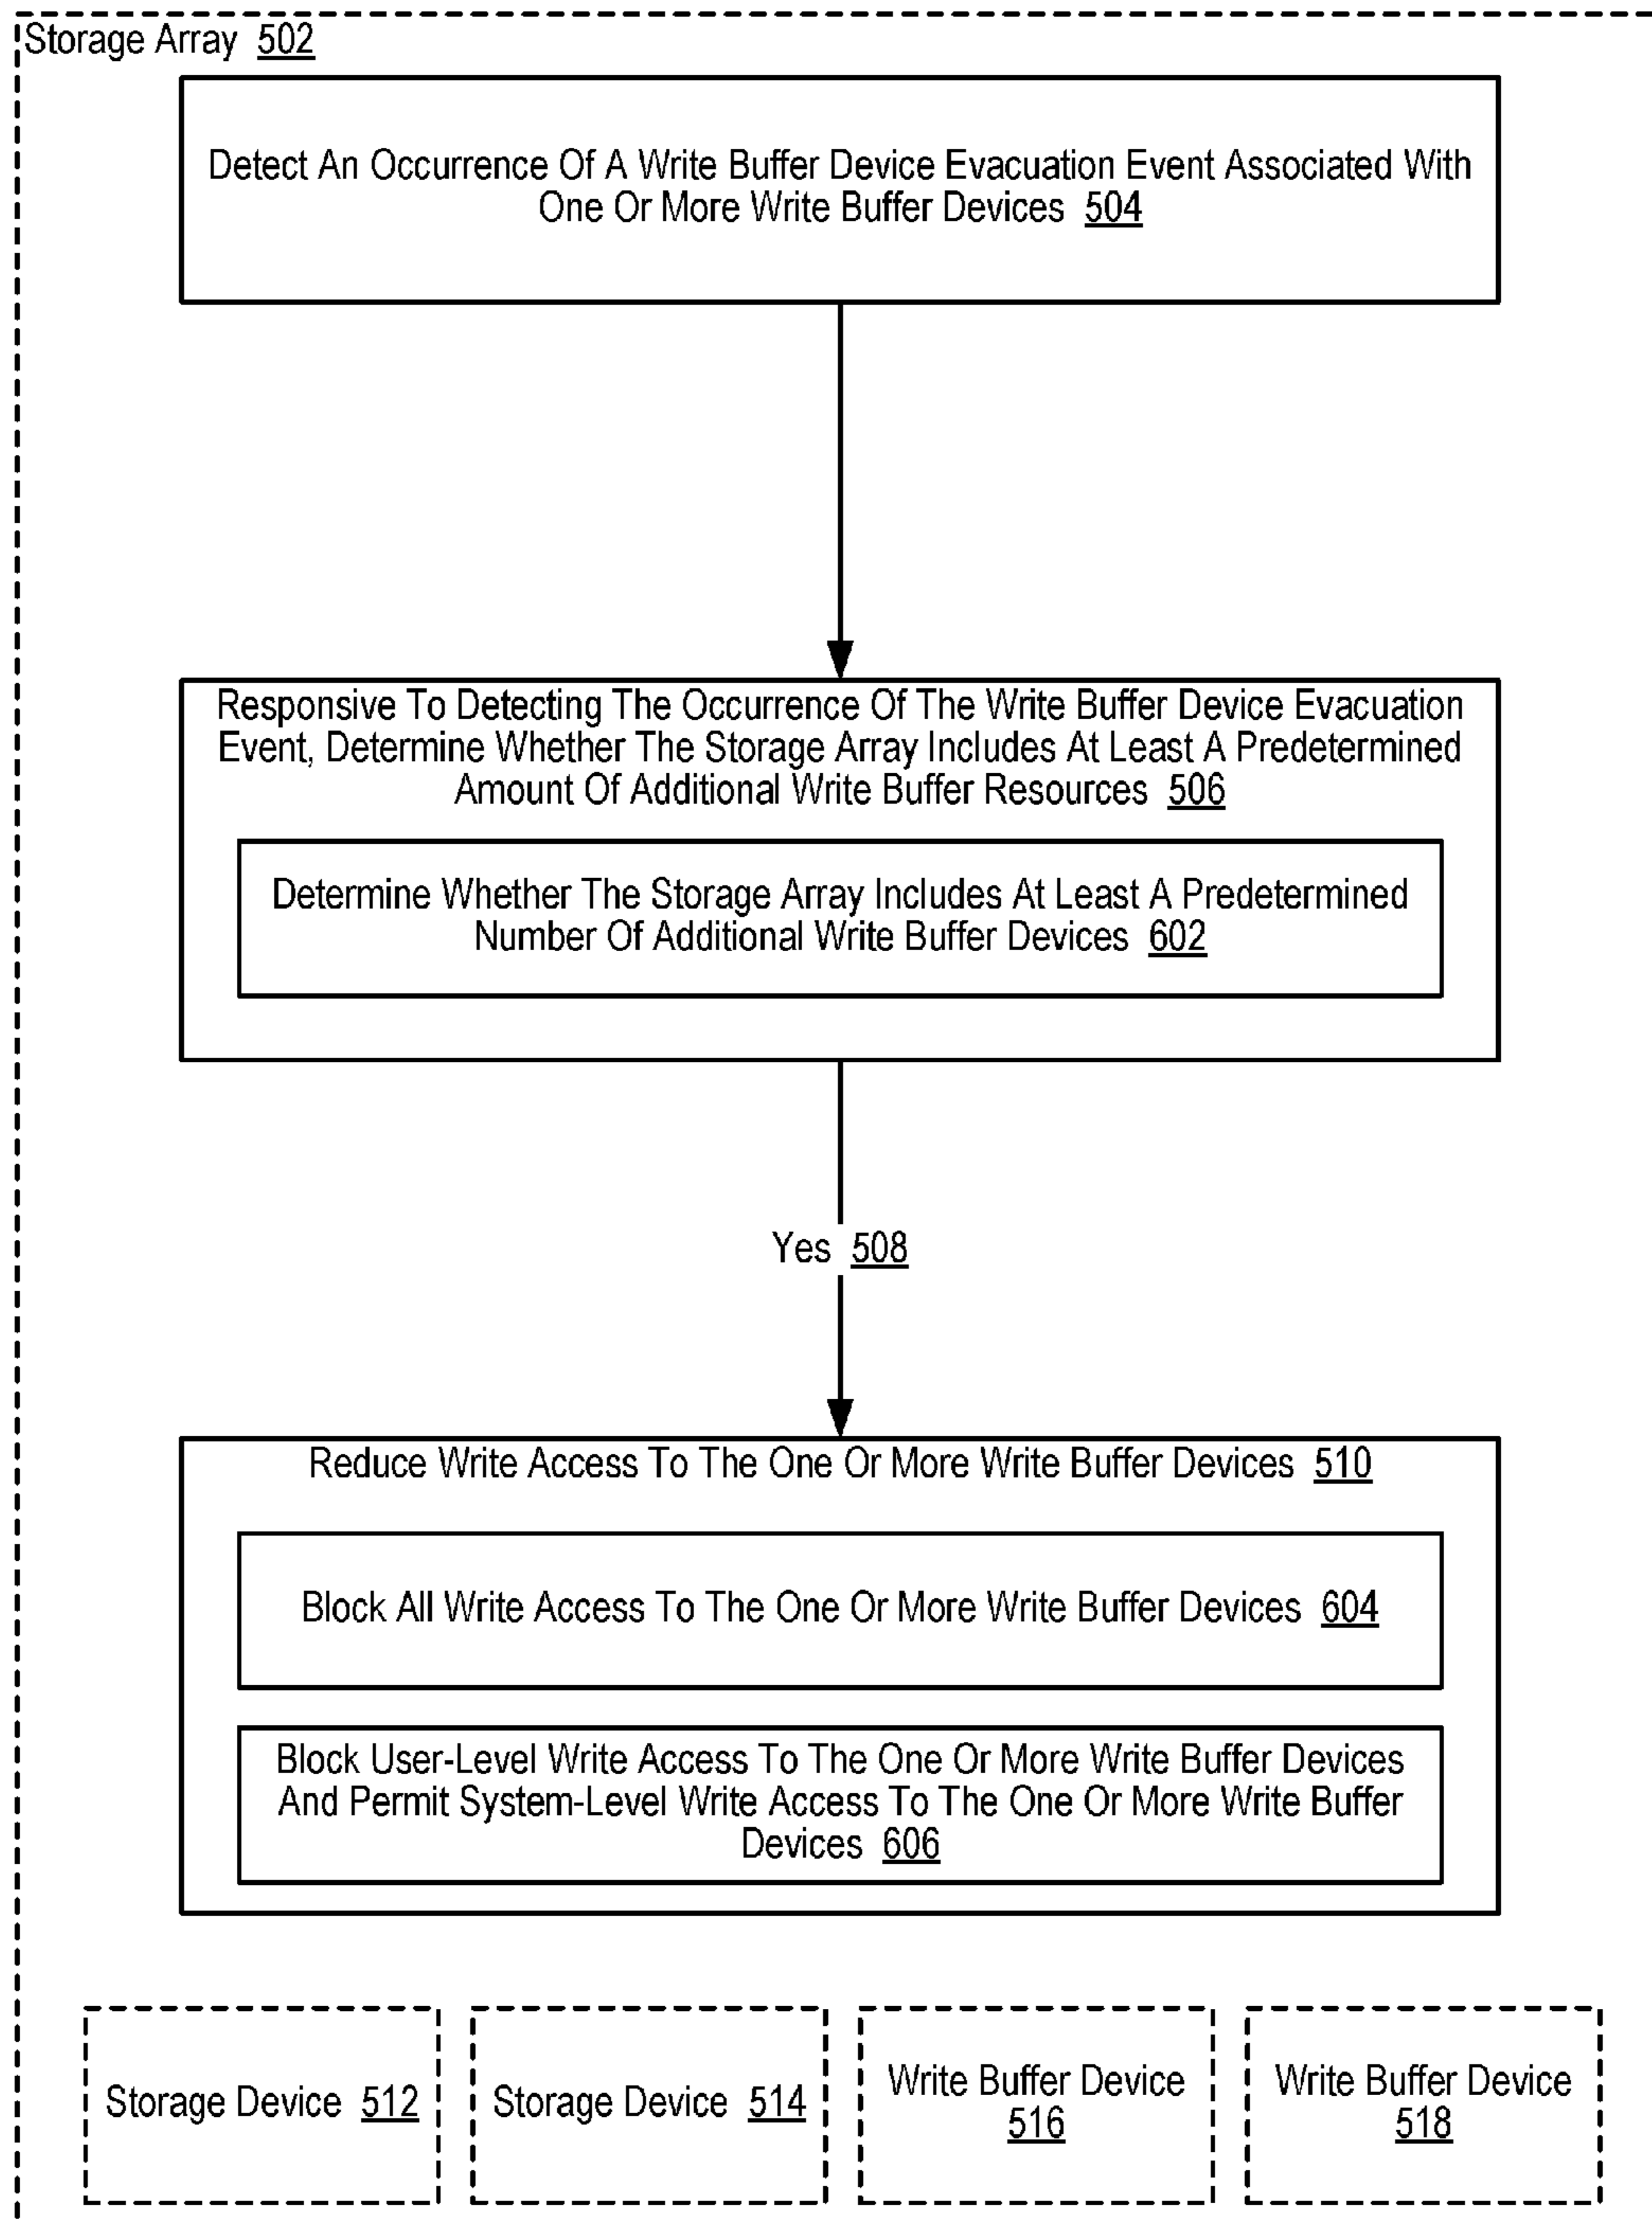 Storage Array 502
Detect An Occurrence Of A Write Buffer Device Evacuation Event Associated With
One Or More Write Buffer Devices 504
Responsive To Detecting The Occurrence Of The Write Buffer Device Evacuation
Event, Determine Whether The Storage Array Includes At Least A Predetermined
Amount Of Additional Write Buffer Resources 506
Determine Whether The Storage Array Includes At Least A Predetermined
Number Of Additional Write Buffer Devices 602
Yes 508
Reduce Write Access To The One Or More Write Buffer Devices 510
Block All Write Access To The One Or More Write Buffer Devices 604
Block User-Level Write Access To The One Or More Write Buffer Devices
And Permit System-Level Write Access To The One Or More Write Buffer
Devices 606
Storage Device 512
Storage Device 514
Write Buffer Device
516
Write Buffer Device
518